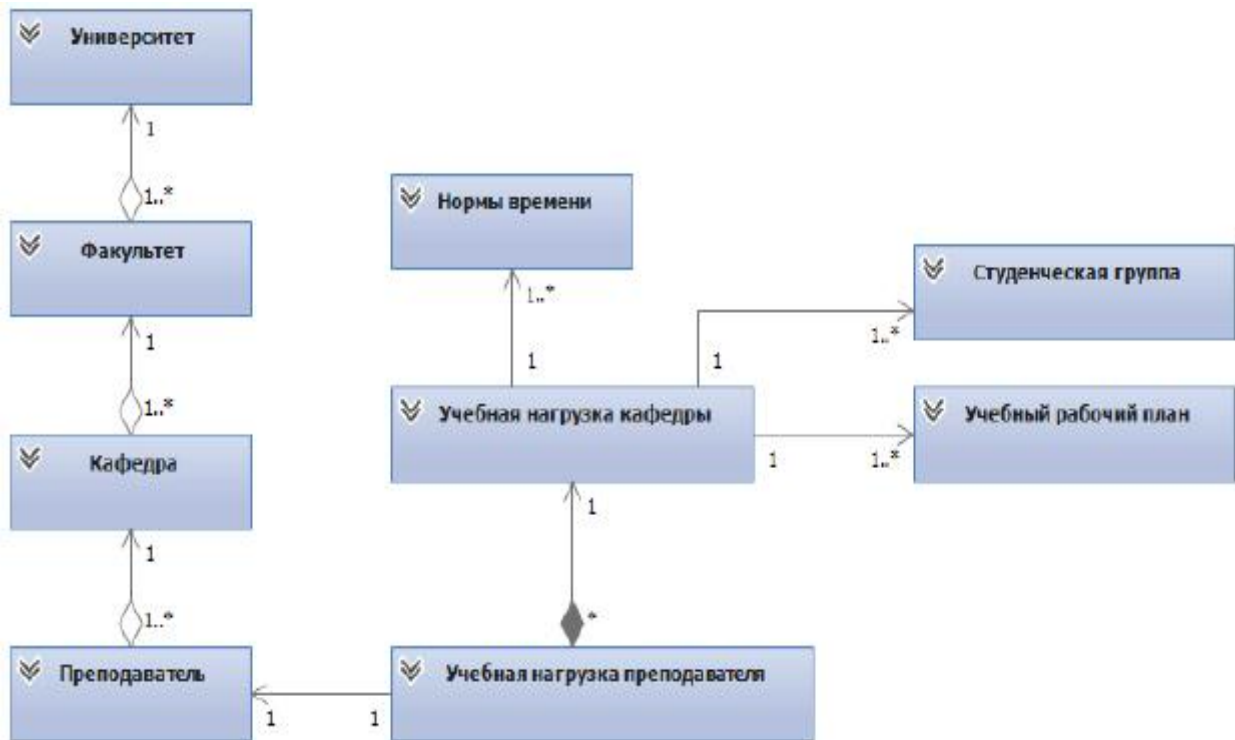 Университет
1
1..*
Факультет
1
1..*
Кафедра
1
1..*
Преподаватель
Нормы времени
1..*
1
Учебная нагрузка кафедры
1
1..*
Студенческая группа
1
1..*
Учебный рабочий план
1
*
Учебная нагрузка преподавателя
1
1